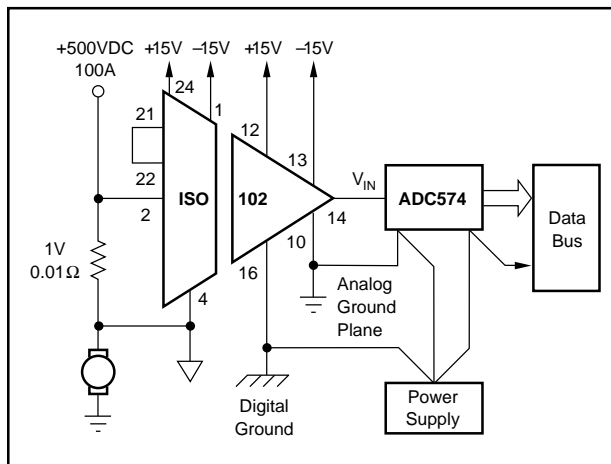 +500VDC
100A
+15V
–15V
+15V
–15V
24
1
21
22
2
ISO
4
12
13
102
14
10
16
VIN
ADC574
Data
Bus
1V
0.01Ω
Analog
Ground
Plane
Digital
Ground
Power
Supply